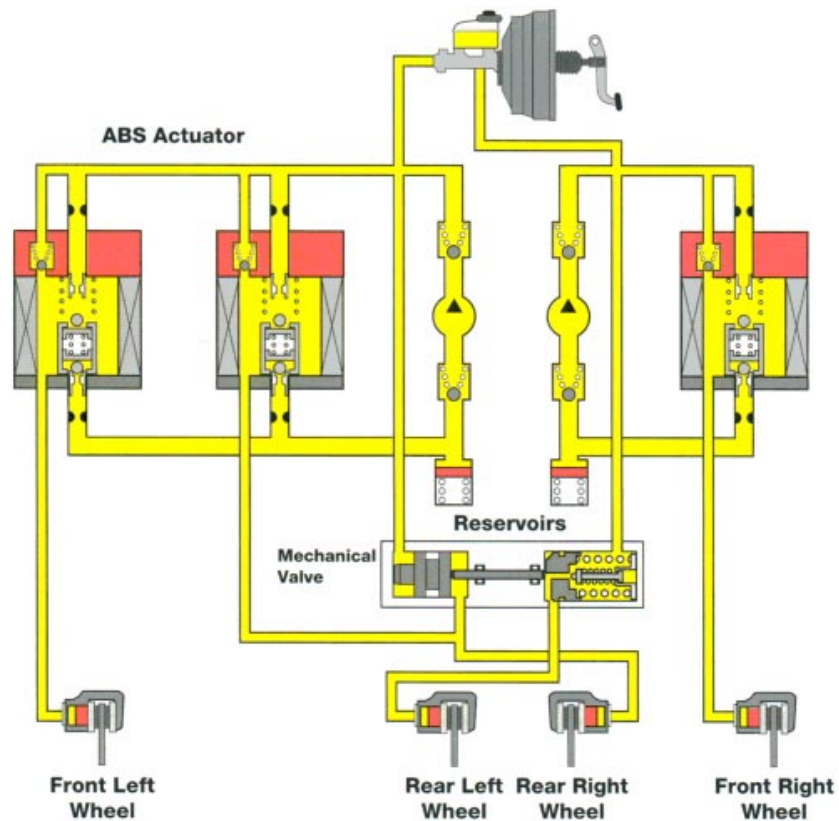 ABS Actuator
Reservoirs
Mechanical
Valve
Front Left
Wheel
Rear Left
Wheel
Rear Right
Wheel
Front Right
Wheel